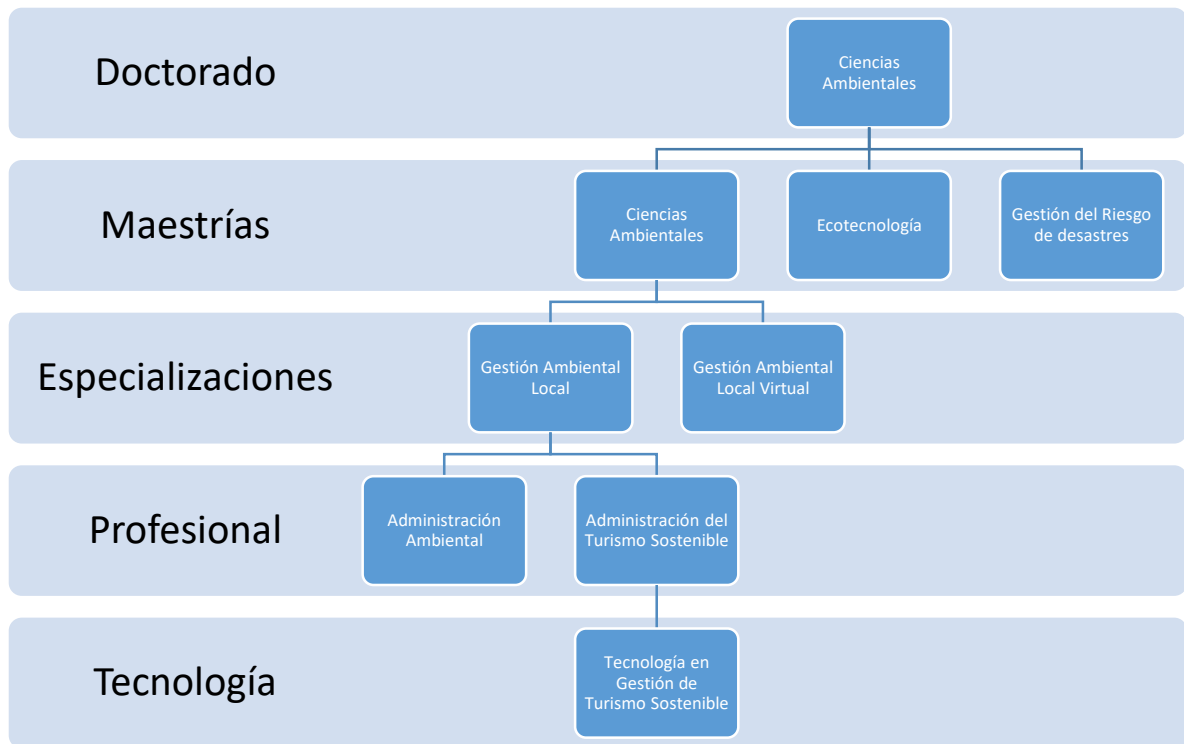 Doctorado
Ciencias
Ambientales
Maestrías
Ciencias
Ambientales
Ecotecnología
Gestión del Riesgo
de desastres
Especializaciones
Gestión Ambiental
Local
Gestión Ambiental
Local Virtual
Profesional
Administración
Ambiental
Administración del
Turismo Sostenible
Tecnología
Tecnología en
Gestión de
Turismo Sostenible